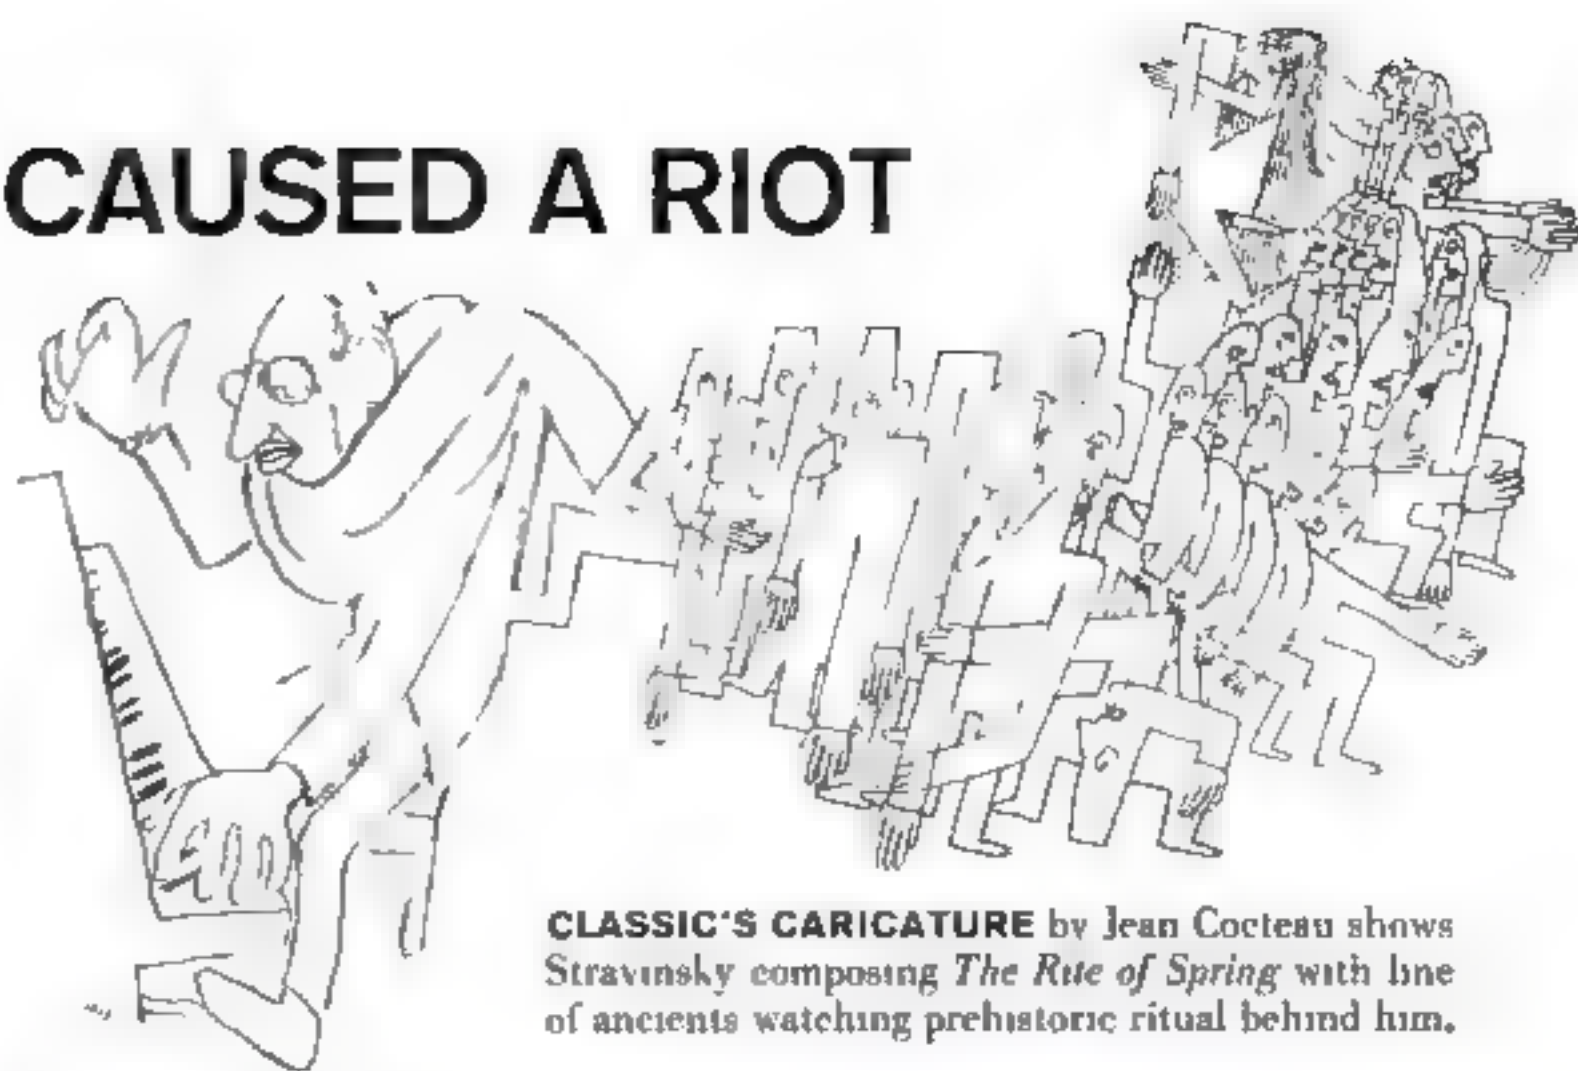 CAUSED A RIOT
CLASSIC'S CARICATURE by Jean Cocteau shows
Stravinsky composing The Rite of Spring with line
of ancients watching prehistoric ritual behind him.